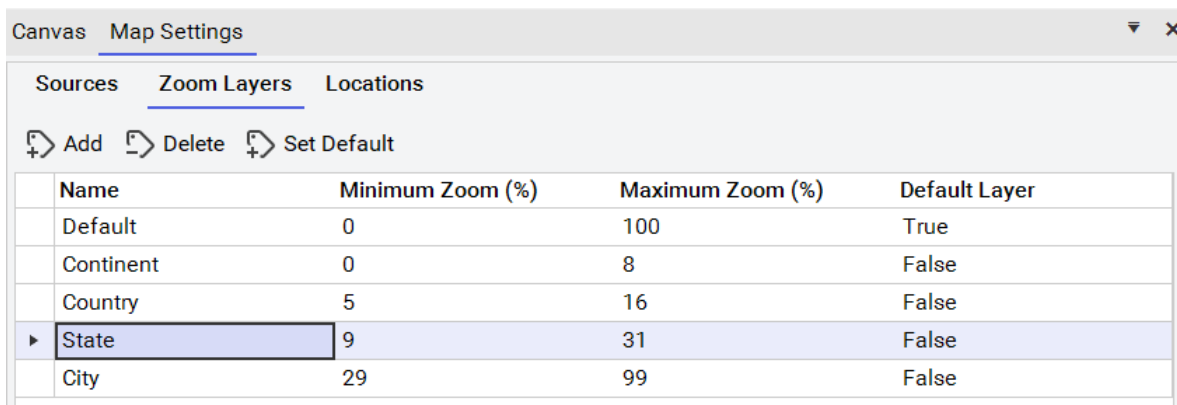 Canvas Map Settings
Sources Zoom Layers Locations
Add Delete Set Default
Name Minimum Zoom (%) Maximum Zoom (%) Default Layer
Default 0 100 True
Continent 0 8 False
Country 5 16 False
State 9 31 False
City 29 99 False